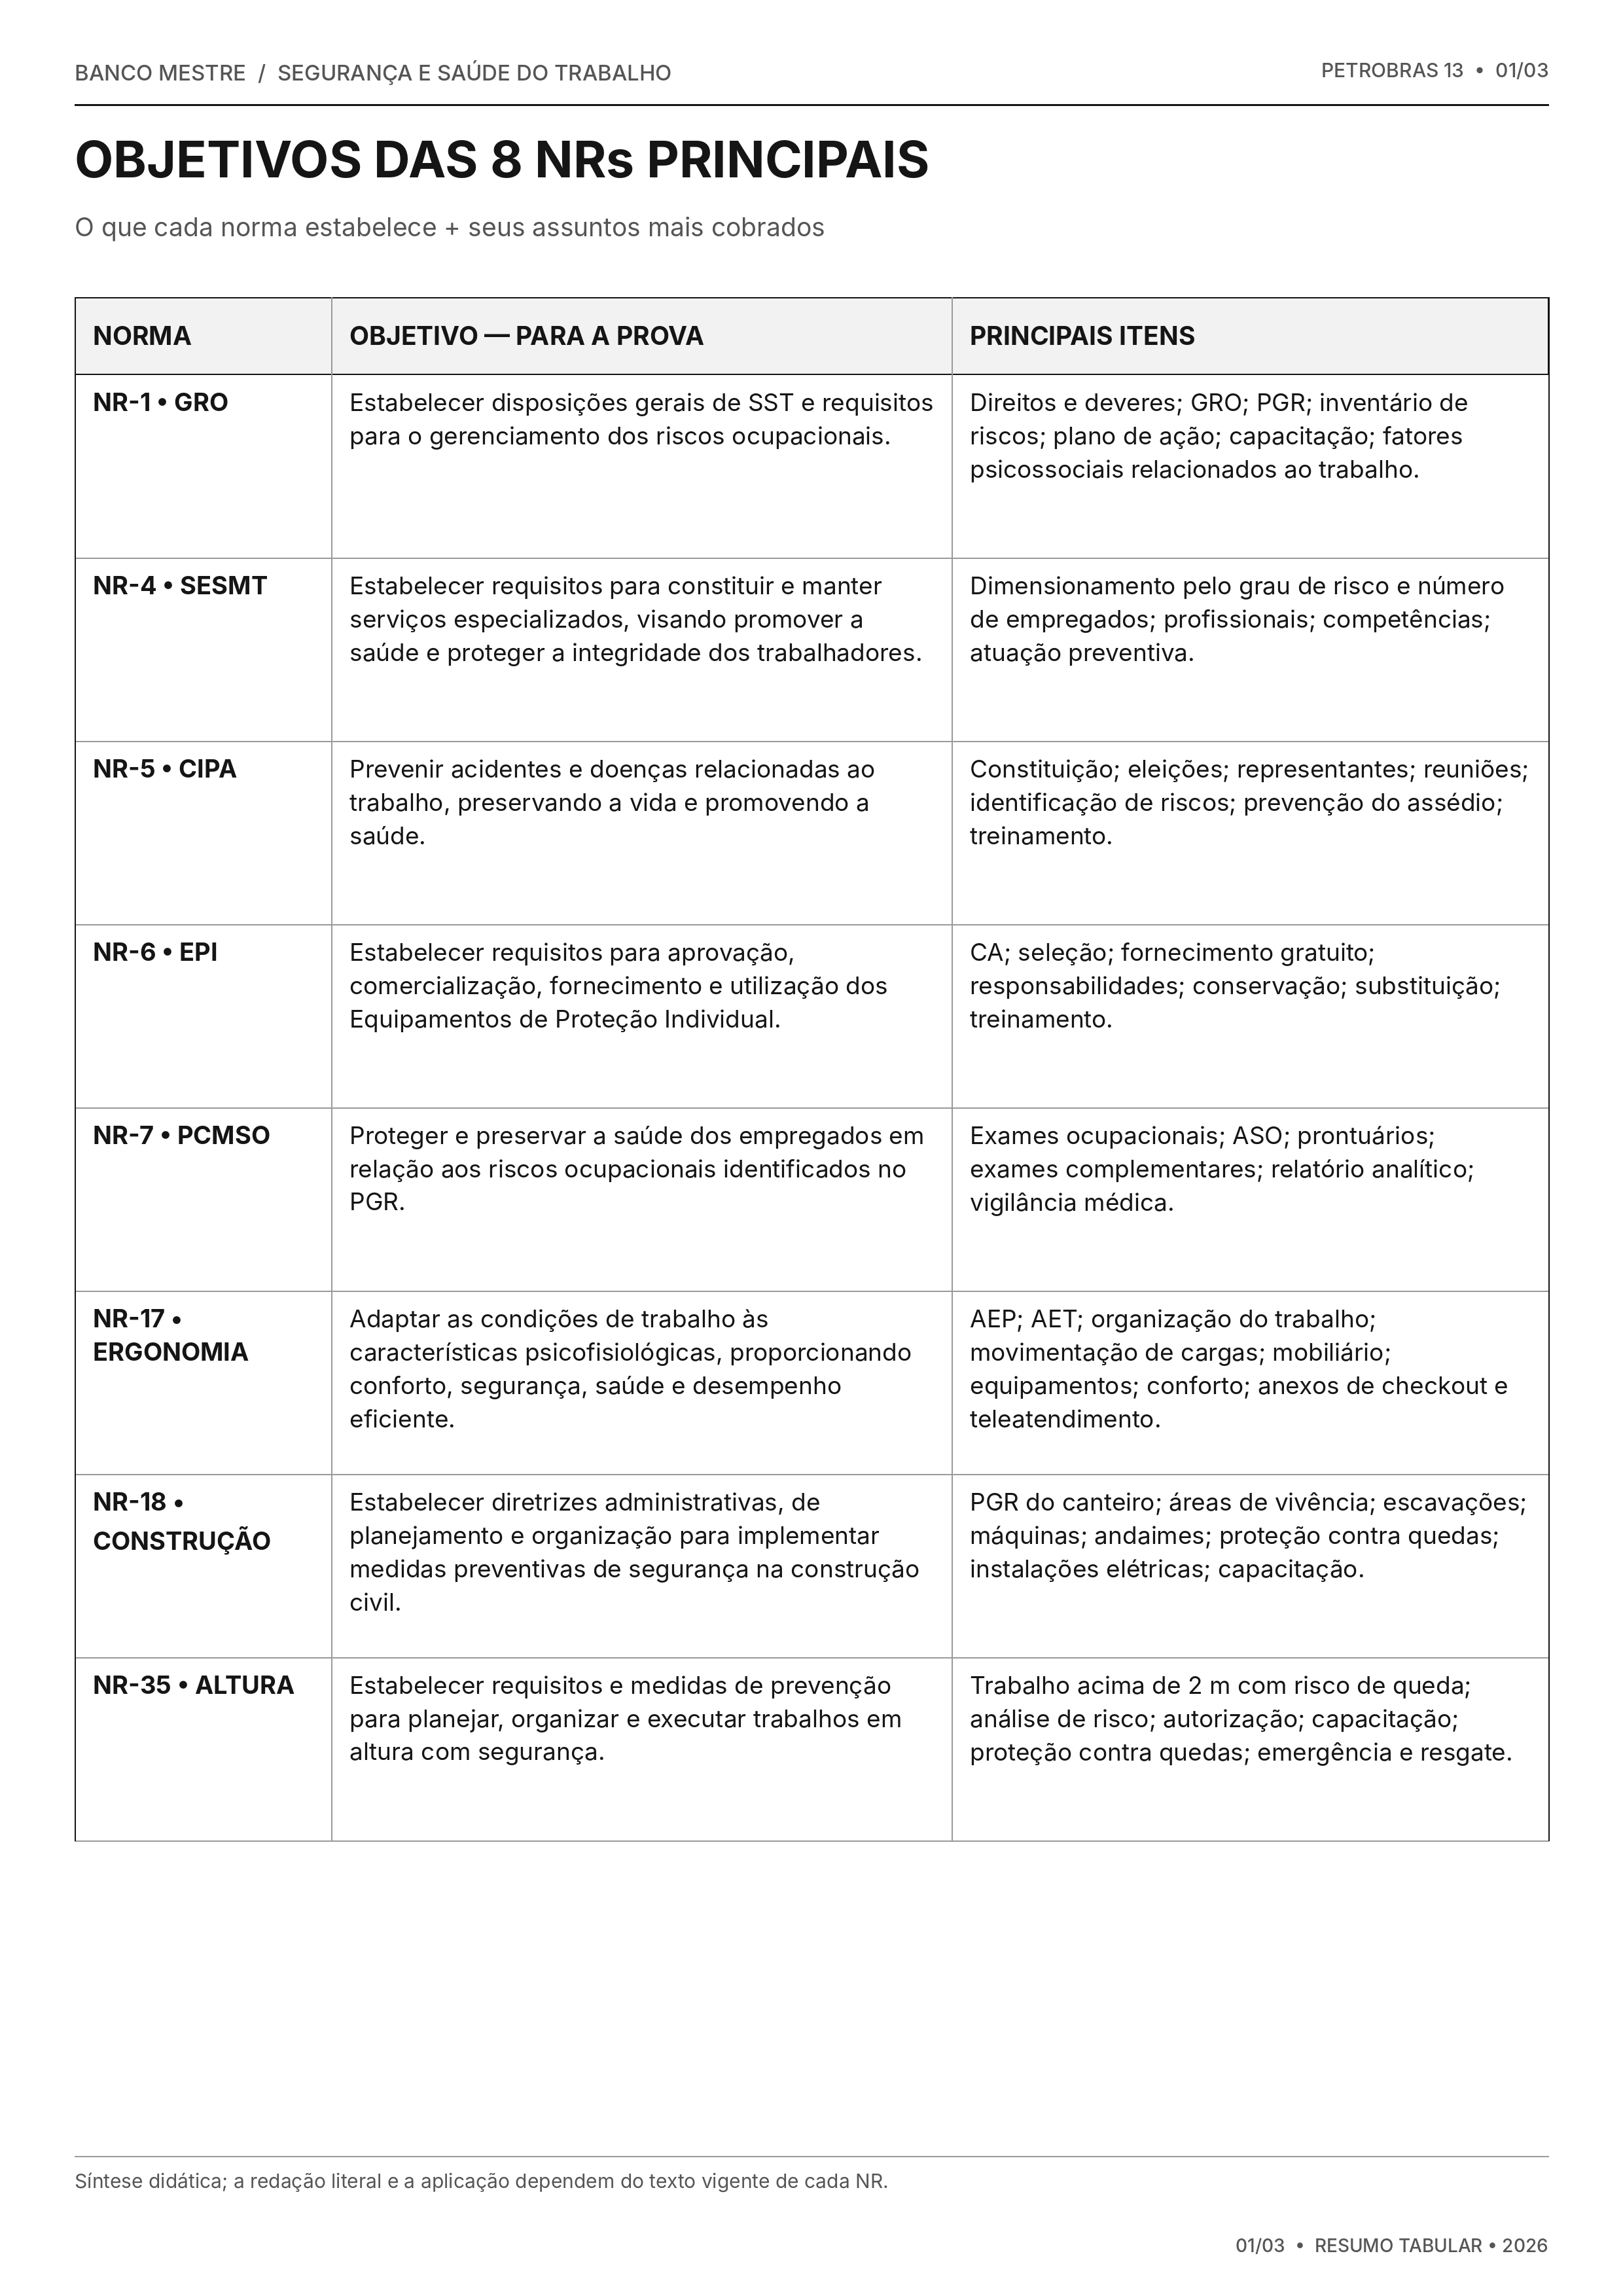 BANCO MESTRE / SEGURANÇA E SAÚDE DO TRABALHO
PETROBRAS 13 • 01/03
OBJETIVOS DAS 8 NRs PRINCIPAIS
O que cada norma estabelece + seus assuntos mais cobrados
NORMA
OBJETIVO — PARA A PROVA
PRINCIPAIS ITENS
NR-1 • GRO
Estabelecer disposições gerais de SST e requisitos
para o gerenciamento dos riscos ocupacionais.
Direitos e deveres; GRO; PGR; inventário de
riscos; plano de ação; capacitação; fatores
psicossociais relacionados ao trabalho.
NR-4 • SESMT
Estabelecer requisitos para constituir e manter
serviços especializados, visando promover a
saúde e proteger a integridade dos trabalhadores.
Dimensionamento pelo grau de risco e número
de empregados; profissionais; competências;
atuação preventiva.
NR-5 • CIPA
Prevenir acidentes e doenças relacionadas ao
trabalho, preservando a vida e promovendo a
saúde.
Constituição; eleições; representantes; reuniões;
identificação de riscos; prevenção do assédio;
treinamento.
NR-6 • EPI
Estabelecer requisitos para aprovação,
comercialização, fornecimento e utilização dos
Equipamentos de Proteção Individual.
CA; seleção; fornecimento gratuito;
responsabilidades; conservação; substituição;
treinamento.
NR-7 • PCMSO
Proteger e preservar a saúde dos empregados em
relação aos riscos ocupacionais identificados no
PGR.
Exames ocupacionais; ASO; prontuários;
exames complementares; relatório analítico;
vigilância médica.
NR-17 •
ERGONOMIA
Adaptar as condições de trabalho às
características psicofisiológicas, proporcionando
conforto, segurança, saúde e desempenho
eficiente.
AEP; AET; organização do trabalho;
movimentação de cargas; mobiliário;
equipamentos; conforto; anexos de checkout e
teleatendimento.
NR-18 •
CONSTRUÇÃO
Estabelecer diretrizes administrativas, de
planejamento e organização para implementar
medidas preventivas de segurança na construção
civil.
PGR do canteiro; áreas de vivência; escavações;
máquinas; andaimes; proteção contra quedas;
instalações elétricas; capacitação.
NR-35 • ALTURA
Estabelecer requisitos e medidas de prevenção
para planejar, organizar e executar trabalhos em
altura com segurança.
Trabalho acima de 2 m com risco de queda;
análise de risco; autorização; capacitação;
proteção contra quedas; emergência e resgate.
Síntese didática; a redação literal e a aplicação dependem do texto vigente de cada NR.
01/03 • RESUMO TABULAR • 2026